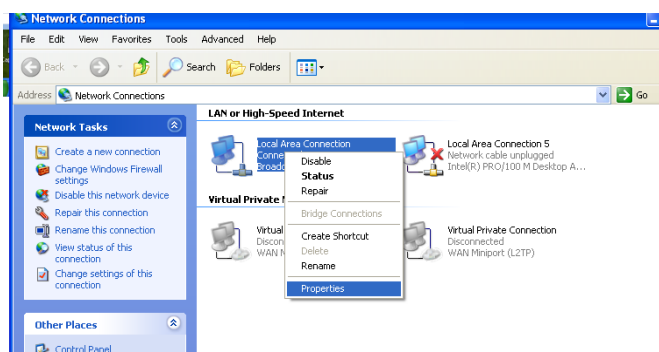 Network Connections
File Edit View Favorites Tools Advanced Help
Back Search Folders
Address Network Connections Go
Network Tasks
Create a new connection
Change Windows Firewall
settings
Disable this network device
Repair this connection
Rename this connection
View status of this
connection
Change settings of this
connection
Other Places
Control Panel
LAN or High-Speed Internet
Local Area Connection
Conne
Broadc
Local Area Connection 5
Network cable unplugged
Intel(R) PRO/100 M Desktop A...
Virtual Private
Virtual
Discon
WAN
Virtual Private Connection
Disconnected
WAN Miniport (L2TP)
Disable
Status
Repair
Bridge Connections
Create Shortcut
Delete
Rename
Properties